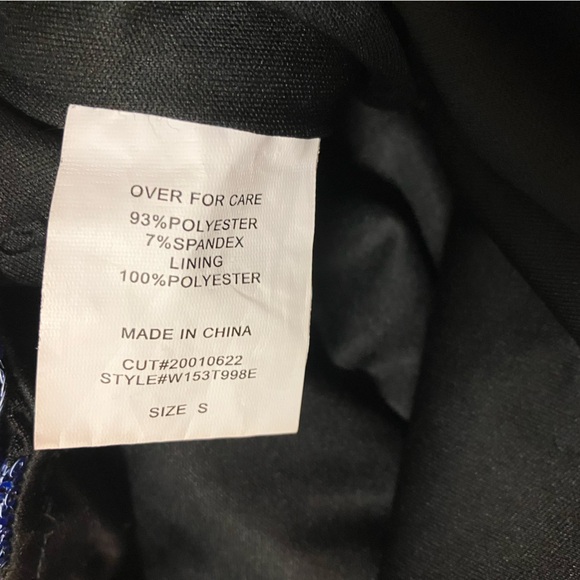 OVER FOR CARE
93%POLYESTER
7%SPANDEX
LINING
100%POLYESTER
MADE IN CHINA
CUT#20010622
STYLE#W153T998E
SIZE S